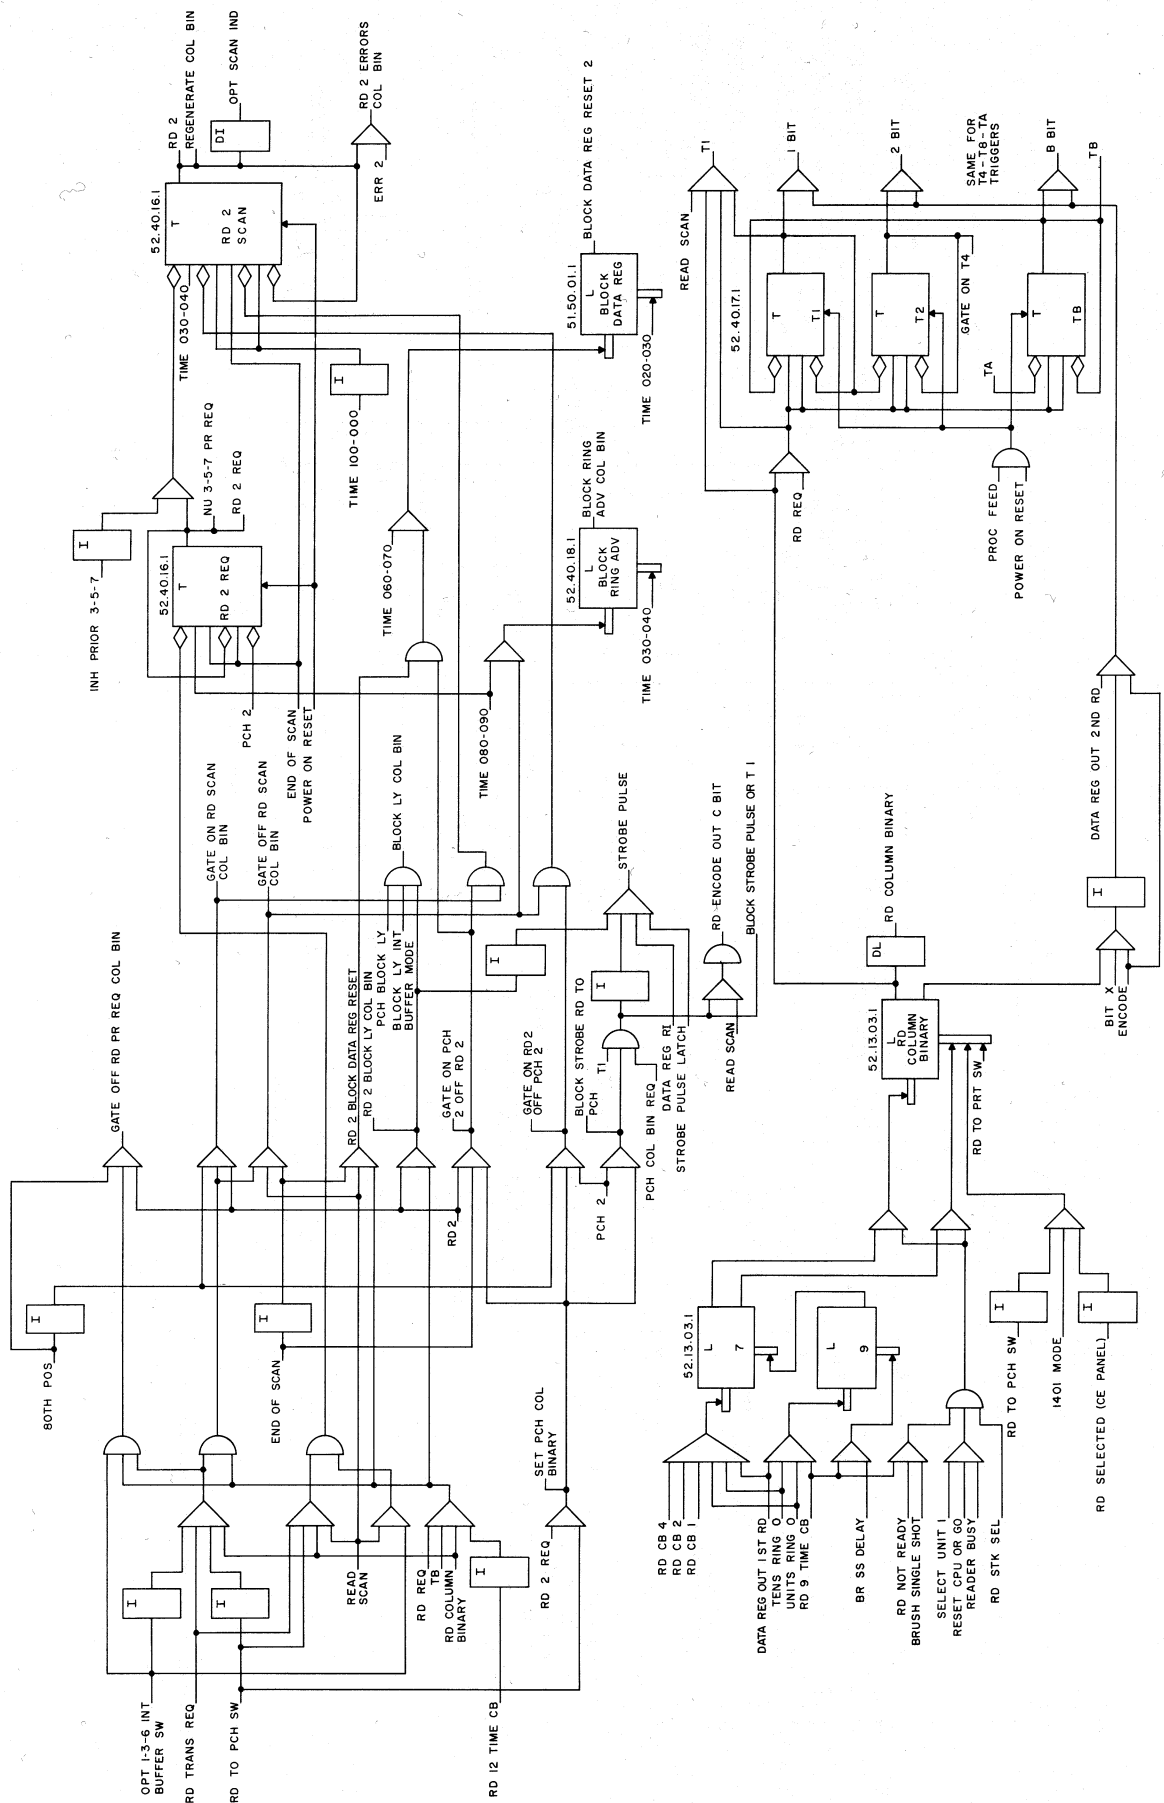 RD 2
REGENERATE COL BIN
OPT SCAN IND
DI
RD 2 ERRORS
COL BIN
ERR 2
52.40.16.1
T
RD 2
SCAN
TIME 030-040
I
TIME 100-000
BLOCK DATA REG RESET 2
51.50.01.1
L
BLOCK
DATA REG
TIME 020-030
INH PRIOR 3-5-7
I
NU 3-5-7 PR REQ
RD 2 REQ
52.40.16.1
T
RD 2 REQ
PCH 2
END OF SCAN
POWER ON RESET
TIME 060-070
TIME 080-090
BLOCK RING
ADV COL BIN
52.40.18.1
L
BLOCK
RING ADV
TIME 030-040
GATE OFF RD PR REQ COL BIN
GATE ON RD SCAN
COL BIN
GATE OFF RD SCAN
COL BIN
RD 2 BLOCK DATA REG RESET
RD 2 BLOCK LY COL BIN
PCH BLOCK LY
BLOCK LY INT
BUFFER MODE
BLOCK LY COL BIN
GATE ON PCH
2 OFF RD 2
I
GATE ON RD2
OFF PCH 2
BLOCK STROBE RD TO
PCH
T1
PCH COL BIN REQ
I
DATA REG RI
STROBE PULSE LATCH
STROBE PULSE
READ SCAN
RD ENCODE OUT C BIT
BLOCK STROBE PULSE OR T 1
80TH POS
I
END OF SCAN
I
RD2
PCH 2
OPT 1-3-6 INT
BUFFER SW
I
RD TRANS REQ
RD TO PCH SW
I
READ
SCAN
RD REQ
TB
RD COLUMN
BINARY
RD 12 TIME CB
I
RD 2 REQ
SET PCH COL
BINARY
READ SCAN
T1
52.40.17.1
T
T1
1 BIT
T
T2
2 BIT
GATE ON T4
SAME FOR
T4-T8-TA
TRIGGERS
T
TB
B BIT
TB
TA
RD REQ
PROC FEED
POWER ON RESET
DATA REG OUT 2ND RD
RD COLUMN BINARY
DL
52.13.03.1
L
RD
COLUMN
BINARY
RD TO PRT SW
BIT X
ENCODE
I
52.13.03.1
L
7
L
9
RD CB 4
RD CB 2
RD CB 1
DATA REG OUT 1 ST RD
TENS RING 0
UNITS RING 0
RD 9 TIME CB
BR SS DELAY
RD NOT READY
BRUSH SINGLE SHOT
SELECT UNIT 1
RESET CPU OR GO
READER BUSY
RD STK SEL
RD TO PCH SW
I
1401 MODE
RD SELECTED (CE PANEL)
I